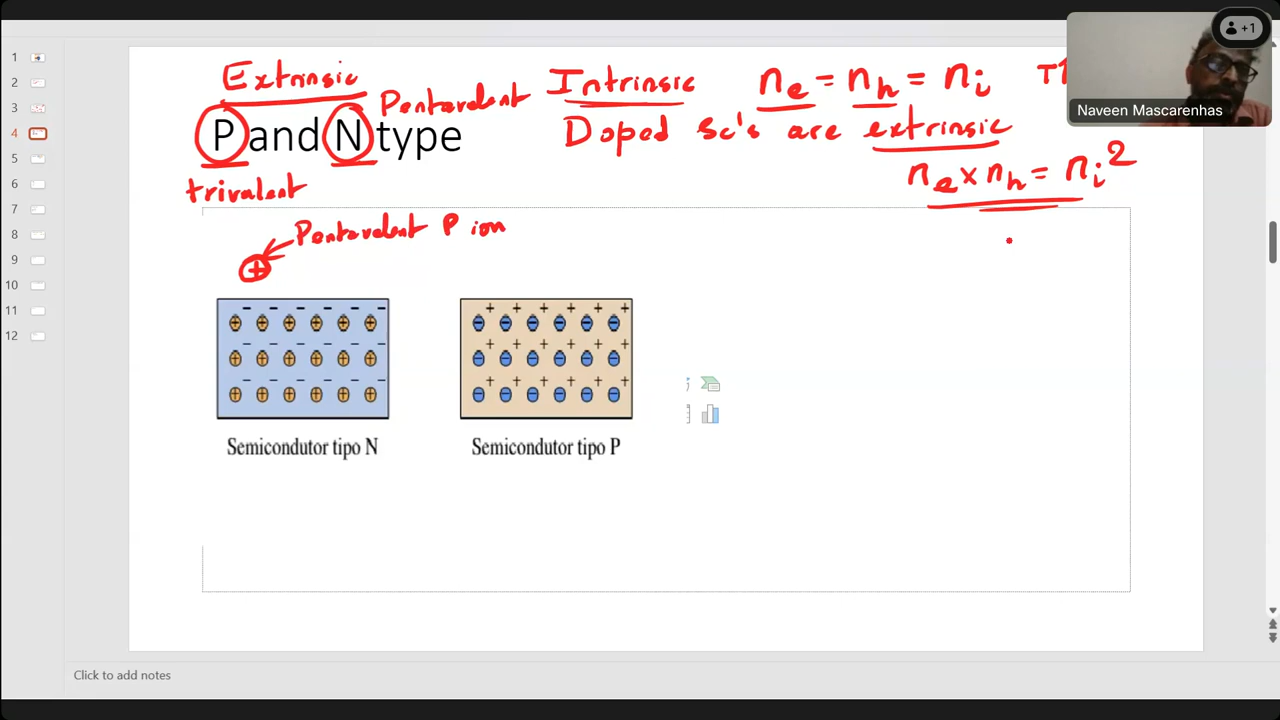 1
2
3
4
5
6
7
8
9
10
11
12
+1
Naveen Mascarenhas
Extrinsic
Intrinsic nₑ = nₕ = nᵢ
Pentavalent
P and N type
Doped Sc's are extrinsic
nₑ × nₕ = nᵢ²
trivalent
Pentavalent P ion
+
Semicondutor tipo N
Semicondutor tipo P
Click to add notes